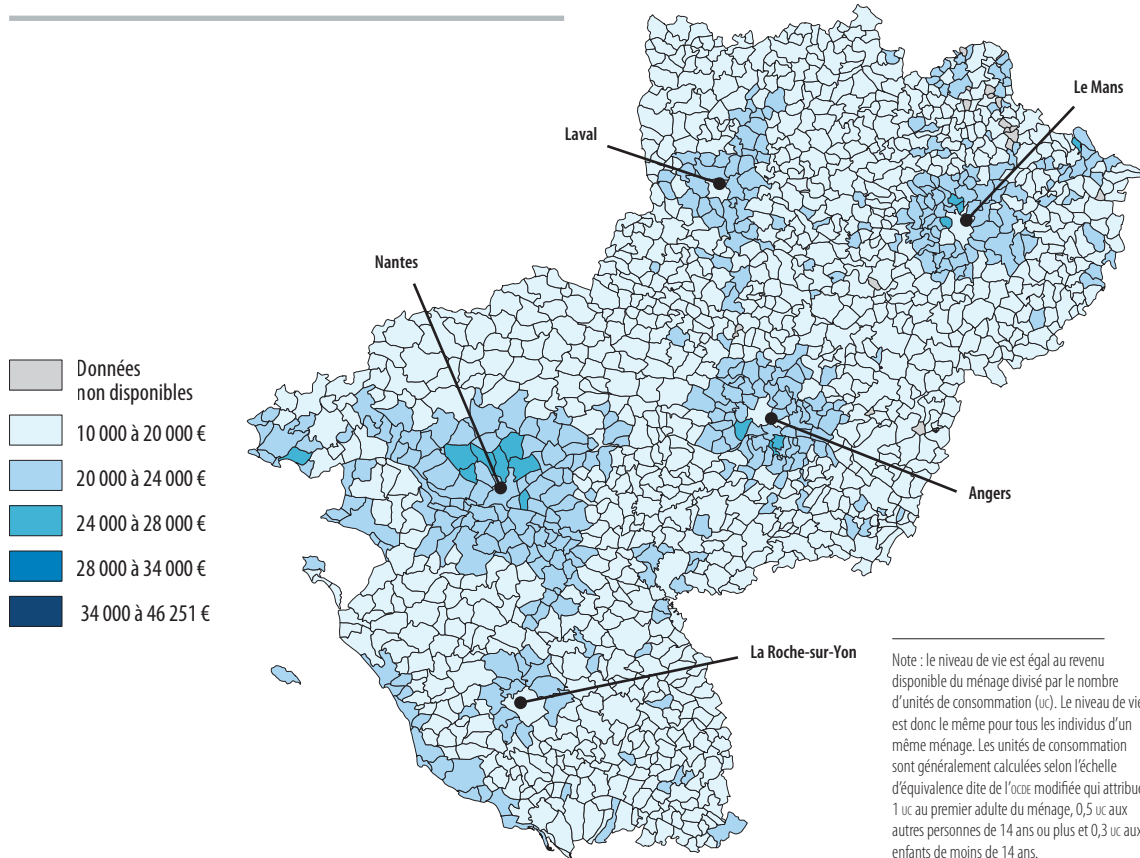 Le Mans
Laval
Nantes
Données
non disponibles
10 000 à 20 000 €
20 000 à 24 000 €
24 000 à 28 000 €
28 000 à 34 000 €
34 000 à 46 251 €
Angers
La Roche-sur-Yon
Note : le niveau de vie est égal au revenu
disponible du ménage divisé par le nombre
d’unités de consommation (UC). Le niveau de vie
est donc le même pour tous les individus d’un
même ménage. Les unités de consommation
sont généralement calculées selon l’échelle
d’équivalence dite de l’OCDE modifiée qui attribue
1 UC au premier adulte du ménage, 0,5 UC aux
autres personnes de 14 ans ou plus et 0,3 UC aux
enfants de moins de 14 ans.